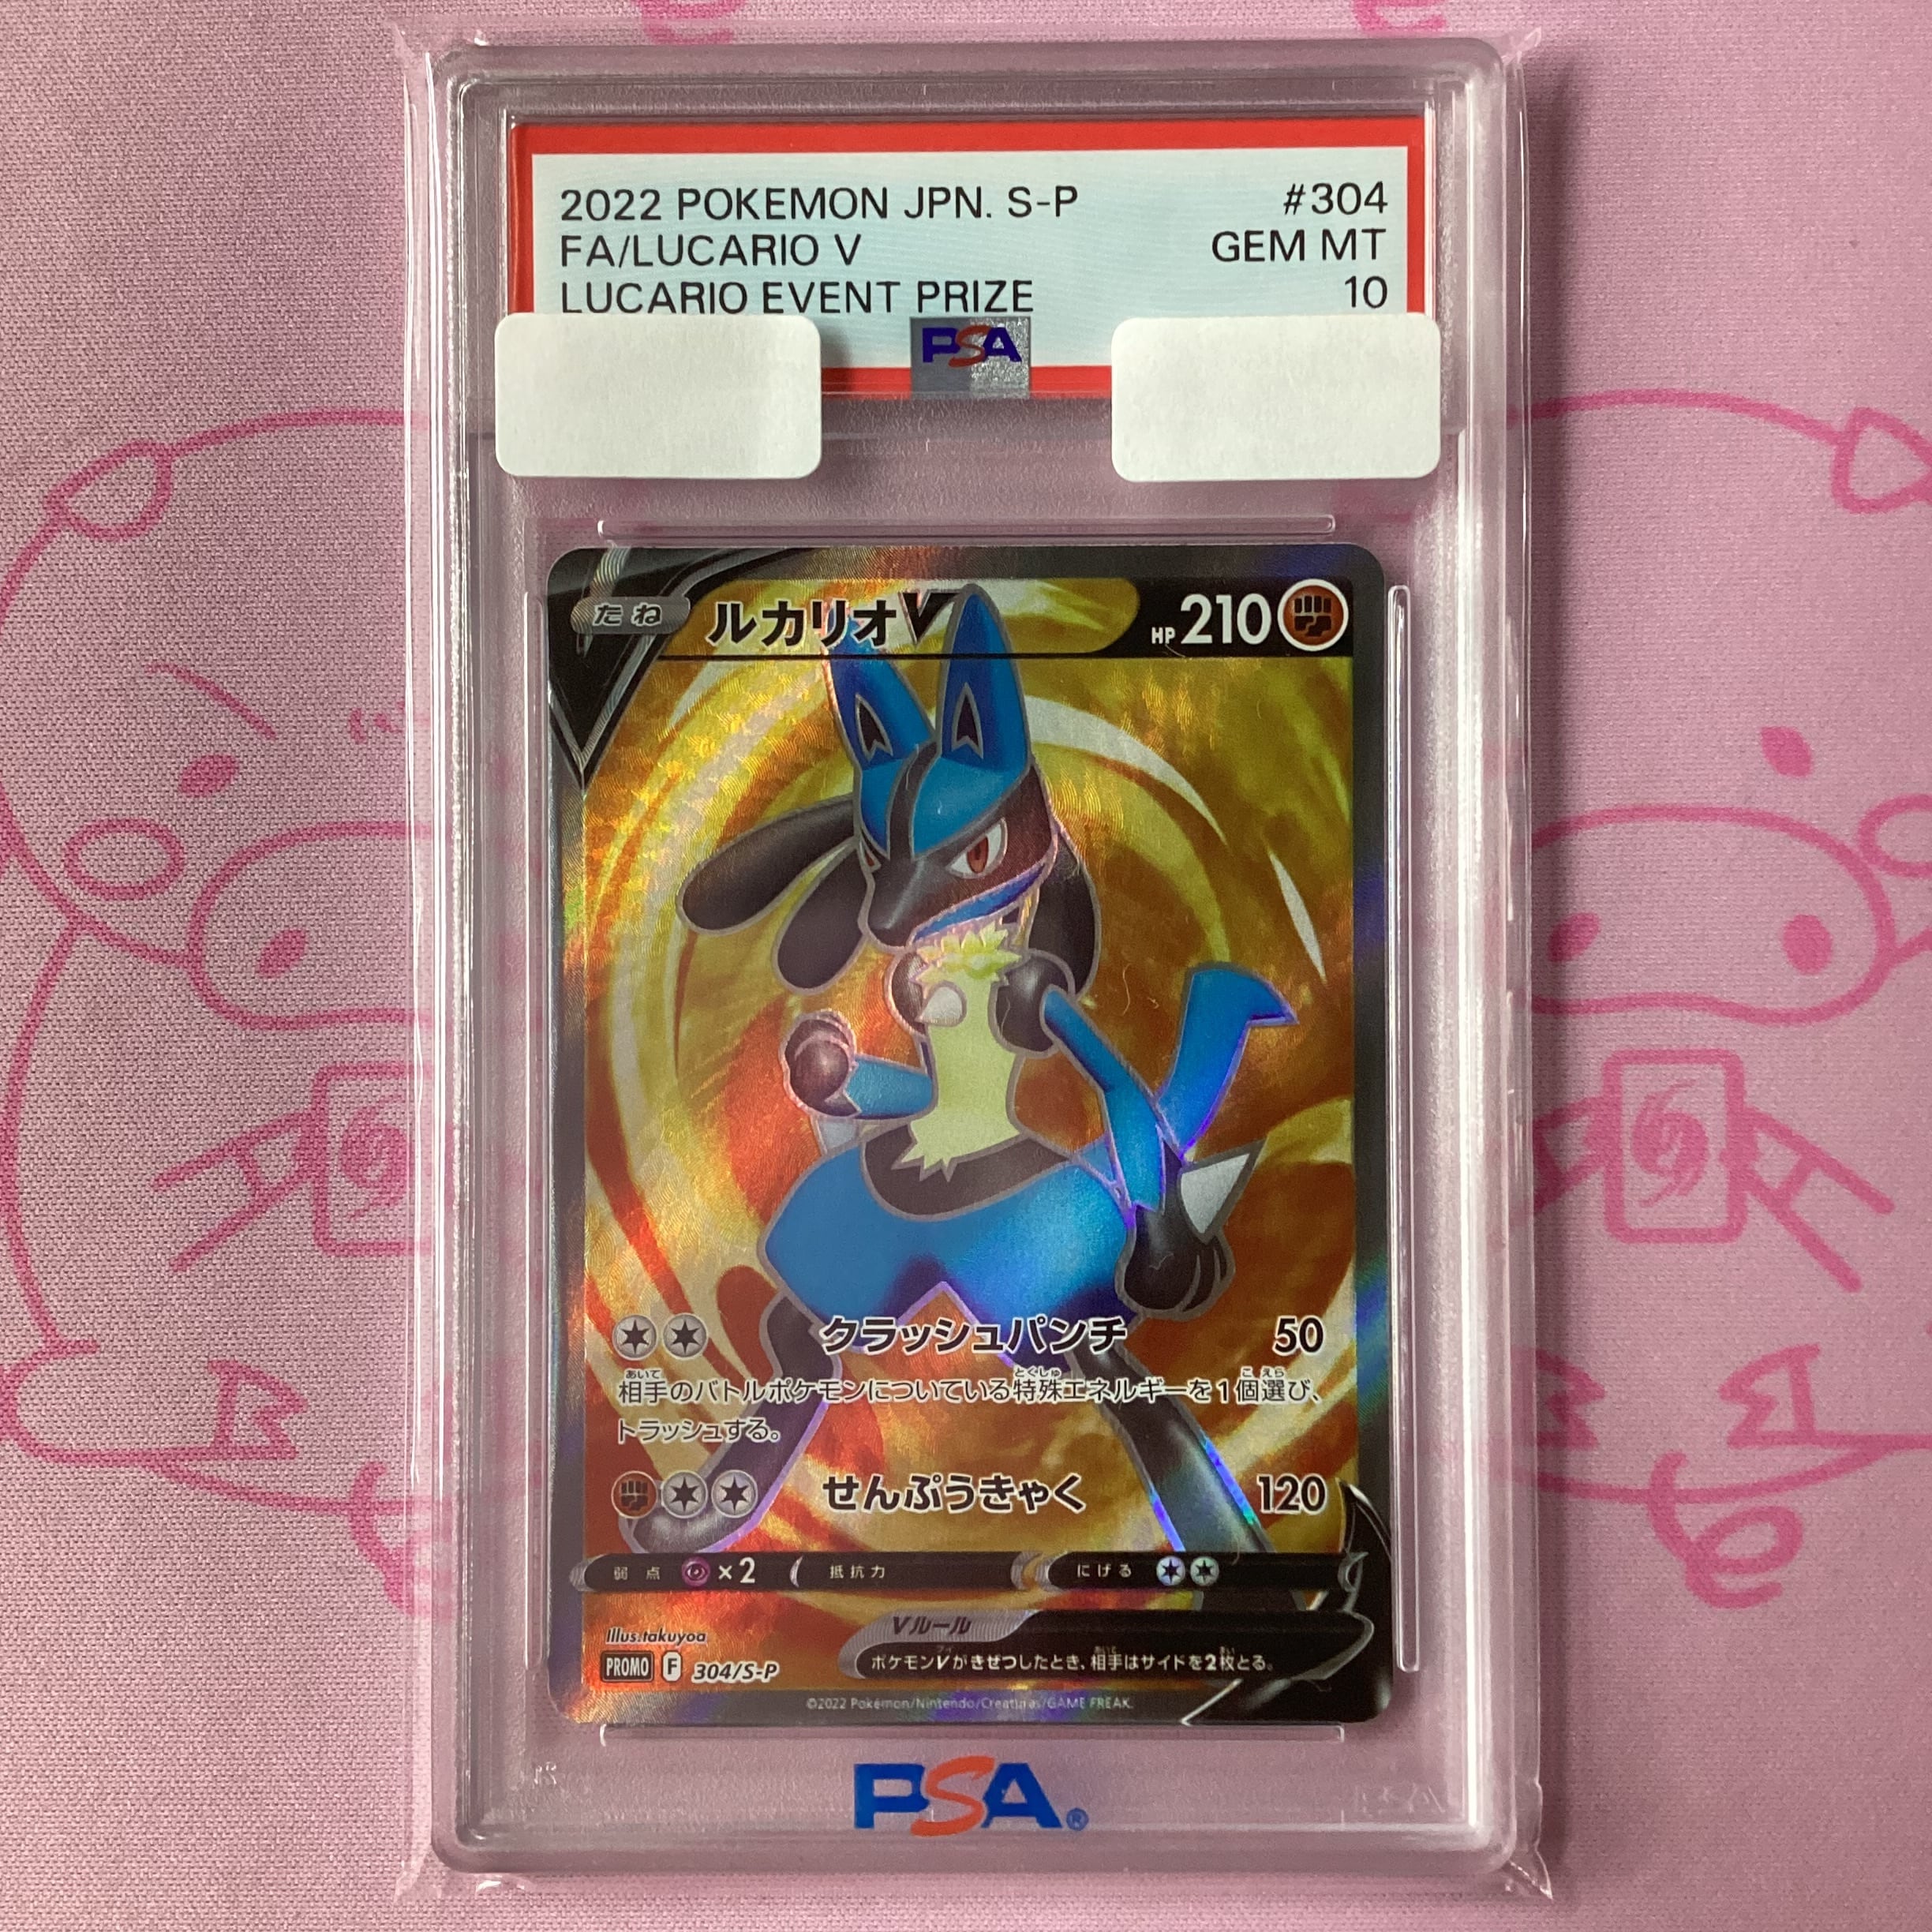 2022 POKEMON JPN. S-P #304
FA/LUCARIO V GEM MT
LUCARIO EVENT PRIZE 10
PSA
たね ルカリオV HP 210
クラッシュパンチ 50
相手のバトルポケモンについている特殊エネルギーを1個選び、
トラッシュする。
せんぷうきゃく 120
弱点 ×2 抵抗力 にげる
Vルール
ポケモンVがきぜつしたとき、相手はサイドを2枚とる。
Illus.takuyoa
PROMO F 304/S-P
©2022 Pokémon/Nintendo/Creatures/GAME FREAK.
PSA®